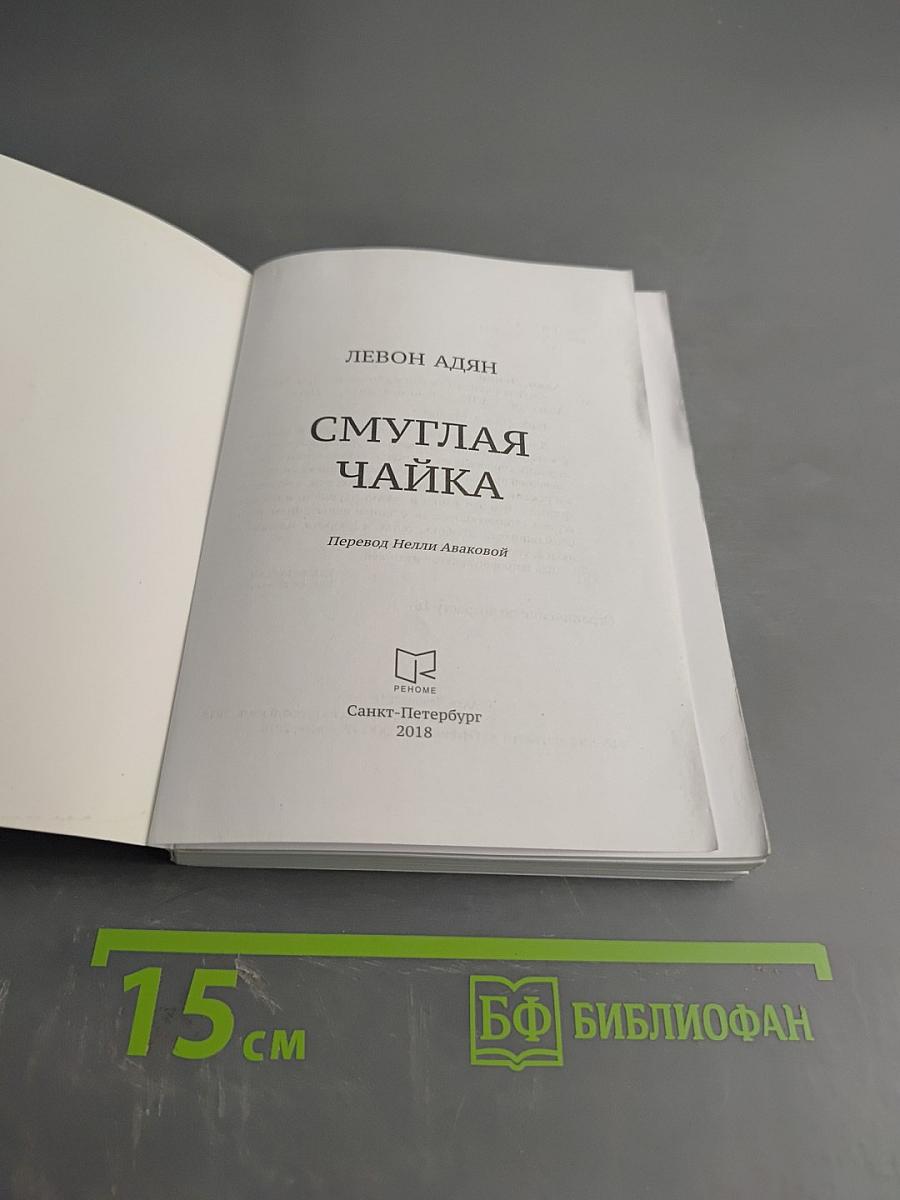 ЛЕВОН АДЯН
СМУГЛАЯ
ЧАЙКА
Перевод Нелли Аваковой
РЕНОМЕ
Санкт-Петербург
2018
15 см
БФ БИБЛИОФАН